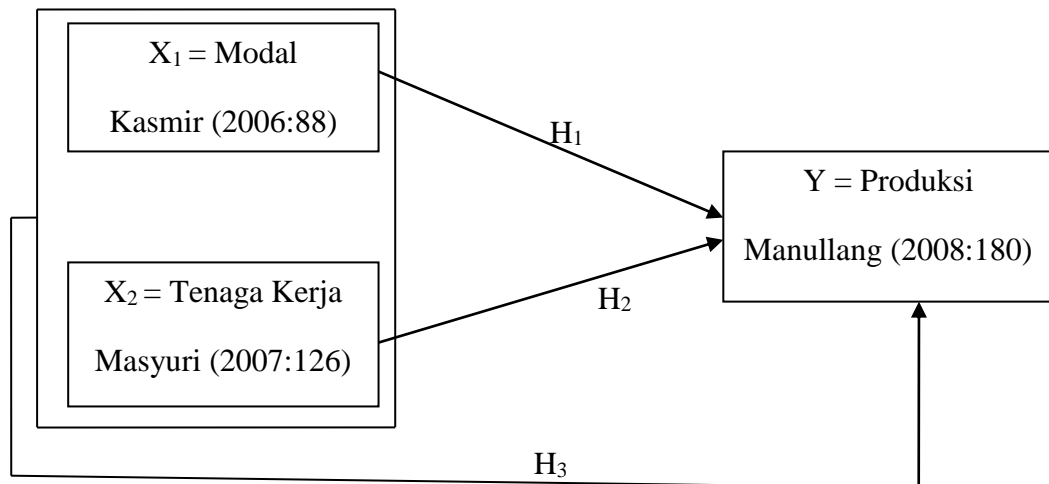 X₁ = Modal
Kasmir (2006:88)
H₁
Y = Produksi
Manullang (2008:180)
X₂ = Tenaga Kerja
Masyuri (2007:126)
H₂
H₃